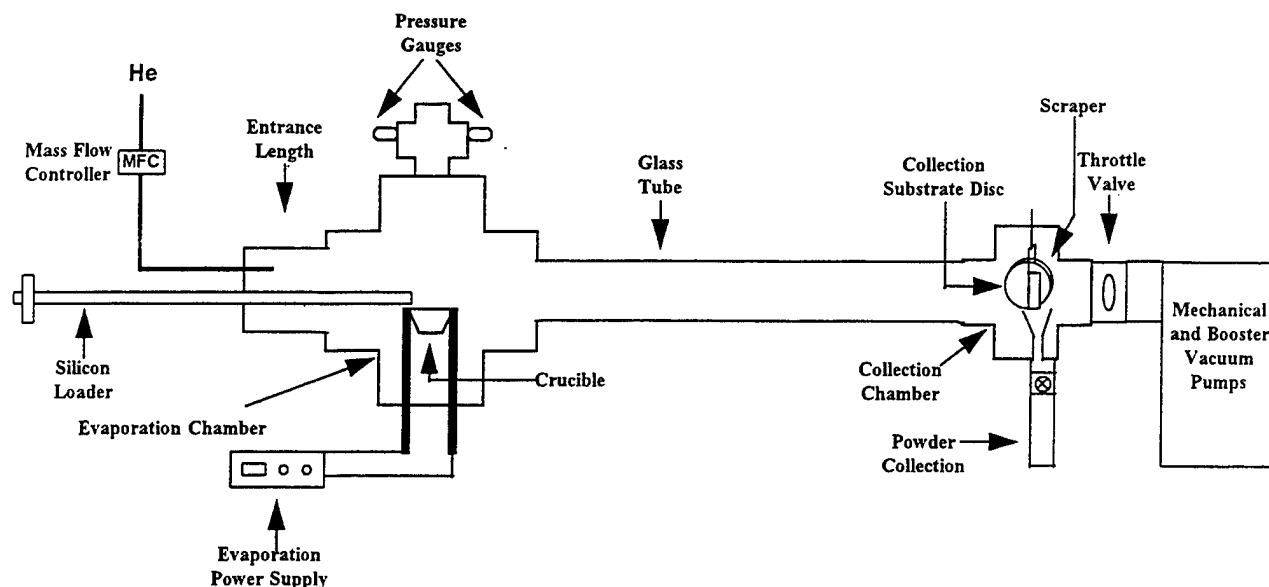 Pressure
Gauges
He
Mass Flow
Controller
MFC
Entrance
Length
Glass
Tube
Collection
Substrate Disc
Scraper
Throttle
Valve
Silicon
Loader
Evaporation Chamber
Crucible
Collection
Chamber
Powder
Collection
Mechanical
and Booster
Vacuum
Pumps
Evaporation
Power Supply